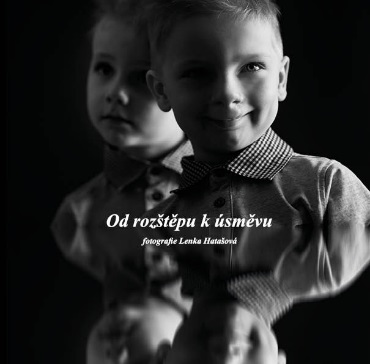 Od rozštěpu k úsměvu
fotografie Lenka Hatašová